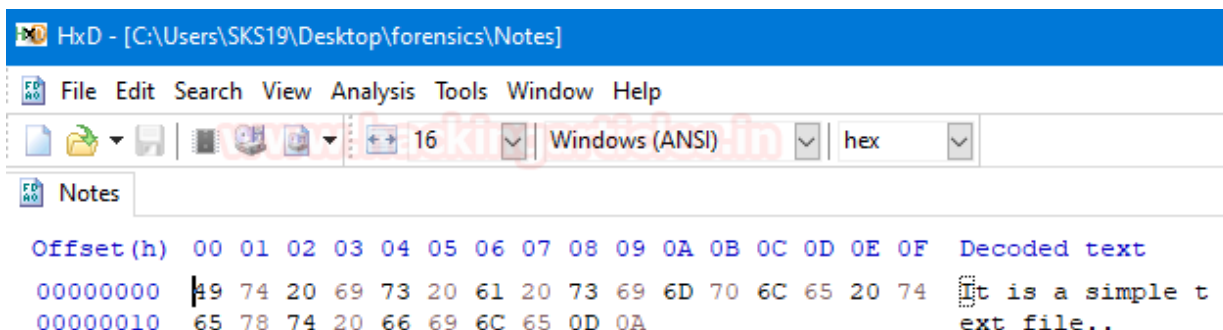 HxD - [C:\Users\SKS19\Desktop\forensics\Notes]
File Edit Search View Analysis Tools Window Help
www.hackingarticles.in
16 Windows (ANSI) hex
Notes
Offset(h) 00 01 02 03 04 05 06 07 08 09 0A 0B 0C 0D 0E 0F Decoded text
00000000 49 74 20 69 73 20 61 20 73 69 6D 70 6C 65 20 74 It is a simple t
00000010 65 78 74 20 66 69 6C 65 0D 0A ext file..